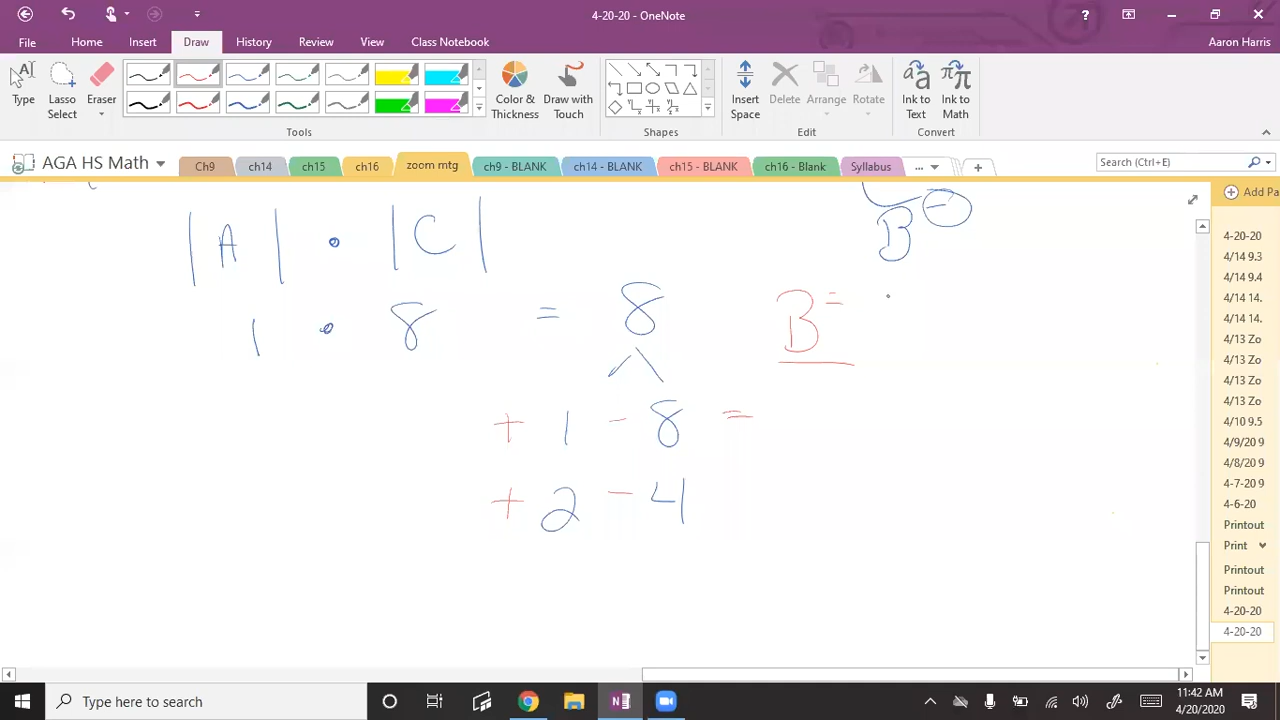 4-20-20 - OneNote
Aaron Harris
File Home Insert Draw History Review View Class Notebook
Type
Lasso Select
Eraser
Color & Thickness
Draw with Touch
Insert Space
Delete
Arrange
Rotate
Ink to Text
Ink to Math
Tools
Shapes
Edit
Convert
AGA HS Math
Ch9 ch14 ch15 ch16 zoom mtg ch9 - BLANK ch14 - BLANK ch15 - BLANK ch16 - Blank Syllabus ...
Search (Ctrl+E)
Add Pa
|A| • |C|
B −
1 • 8 = 8
B =
+ 1 - 8 =
+ 2 - 4
4-20-20
4/14 9.3
4/14 9.4
4/14 14.
4/14 14.
4/13 Zo
4/13 Zo
4/13 Zo
4/13 Zo
4/10 9.5
4/9/20 9
4/8/20 9
4-7-20 9
4-6-20
Printout
Print
Printout
Printout
4-20-20
4-20-20
Type here to search
11:42 AM
4/20/2020